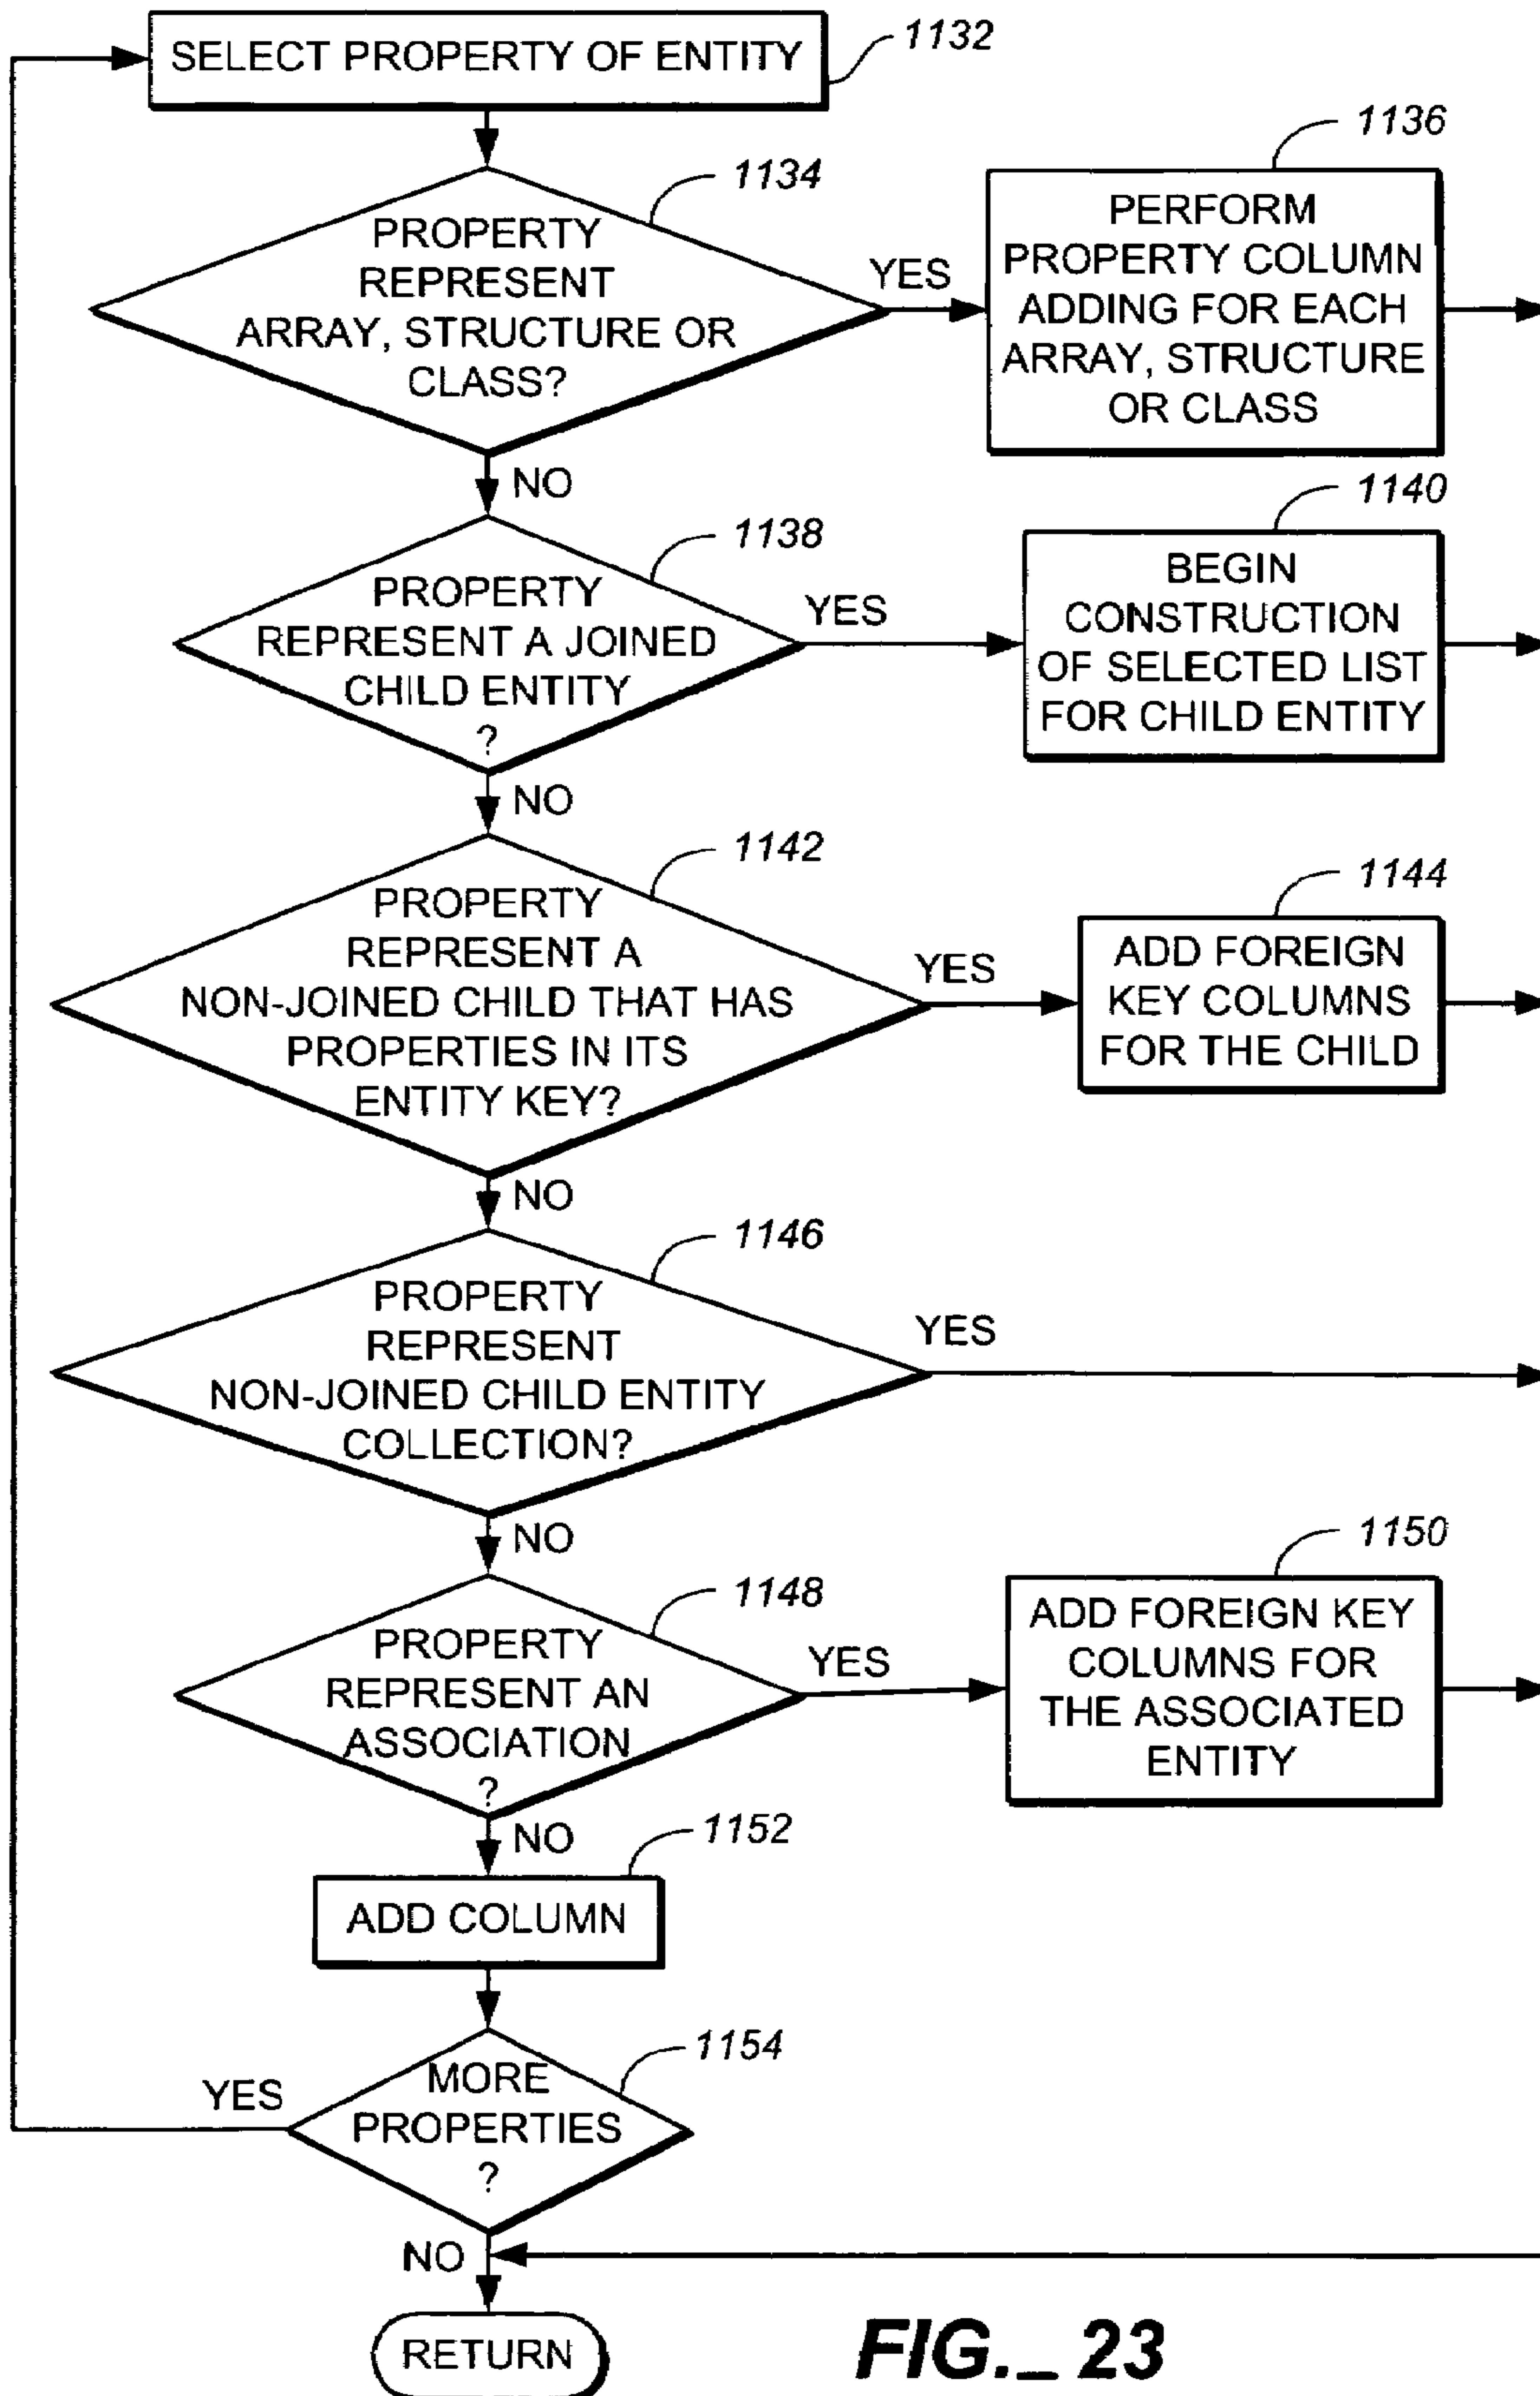 SELECT PROPERTY OF ENTITY
1132
1134
PROPERTY
REPRESENT
ARRAY, STRUCTURE OR
CLASS?
YES
1136
PERFORM
PROPERTY COLUMN
ADDING FOR EACH
ARRAY, STRUCTURE
OR CLASS
NO
1138
PROPERTY
REPRESENT A JOINED
CHILD ENTITY
?
YES
1140
BEGIN
CONSTRUCTION
OF SELECTED LIST
FOR CHILD ENTITY
NO
1142
PROPERTY
REPRESENT A
NON-JOINED CHILD THAT HAS
PROPERTIES IN ITS
ENTITY KEY?
YES
1144
ADD FOREIGN
KEY COLUMNS
FOR THE CHILD
NO
1146
PROPERTY
REPRESENT
NON-JOINED CHILD ENTITY
COLLECTION?
YES
NO
1148
PROPERTY
REPRESENT AN
ASSOCIATION
?
YES
1150
ADD FOREIGN KEY
COLUMNS FOR
THE ASSOCIATED
ENTITY
NO
1152
ADD COLUMN
1154
MORE
PROPERTIES
?
YES
NO
RETURN
FIG._ 23